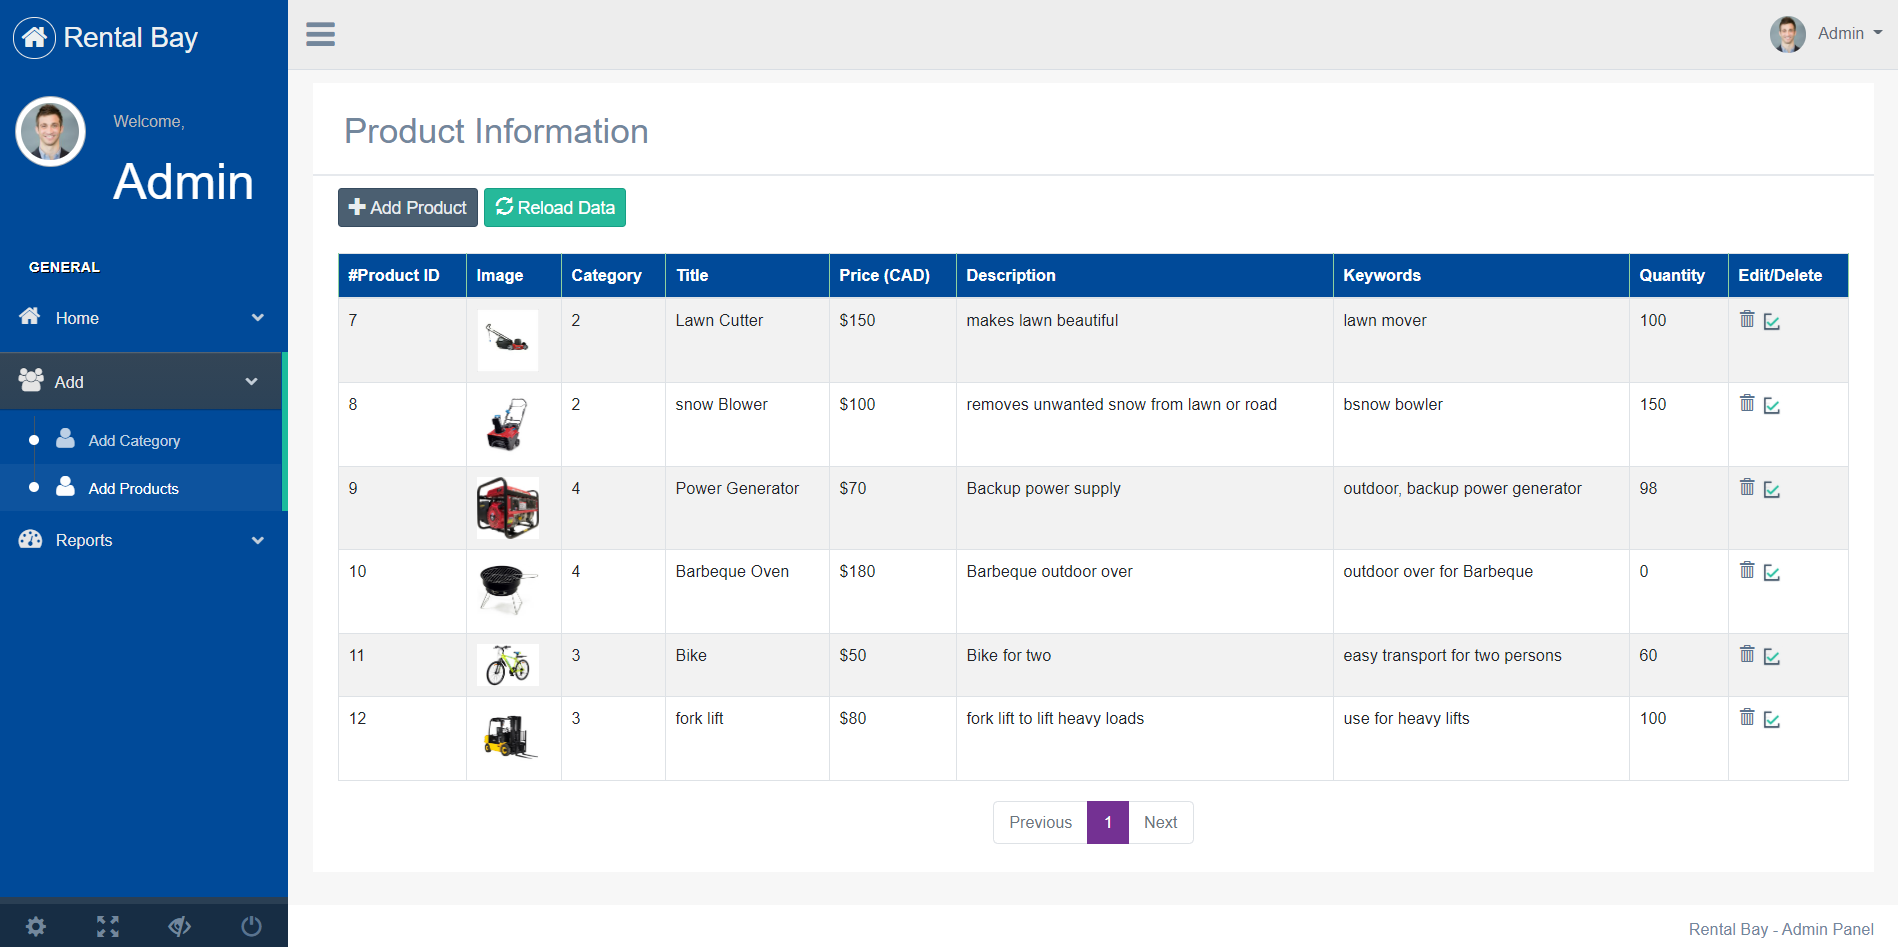 Rental Bay
Admin
Welcome,
Admin
Product Information
Add Product Reload Data
GENERAL
Home
Add
Add Category
Add Products
Reports
#Product ID Image Category Title Price (CAD) Description Keywords Quantity Edit/Delete
7 2 Lawn Cutter $150 makes lawn beautiful lawn mover 100
8 2 snow Blower $100 removes unwanted snow from lawn or road bsnow bowler 150
9 4 Power Generator $70 Backup power supply outdoor, backup power generator 98
10 4 Barbeque Oven $180 Barbeque outdoor over outdoor over for Barbeque 0
11 3 Bike $50 Bike for two easy transport for two persons 60
12 3 fork lift $80 fork lift to lift heavy loads use for heavy lifts 100
Previous 1 Next
Rental Bay - Admin Panel